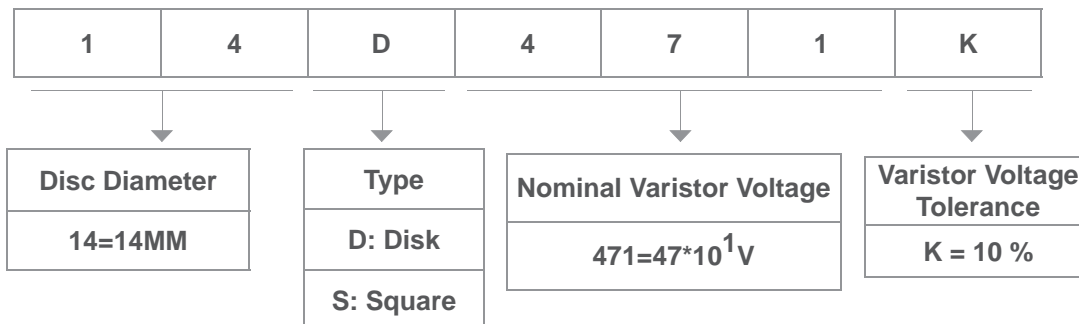 1 4 D 4 7 1 K
Disc Diameter
14=14MM
Type
D: Disk
S: Square
Nominal Varistor Voltage
471=47*10¹V
Varistor Voltage
Tolerance
K = 10 %